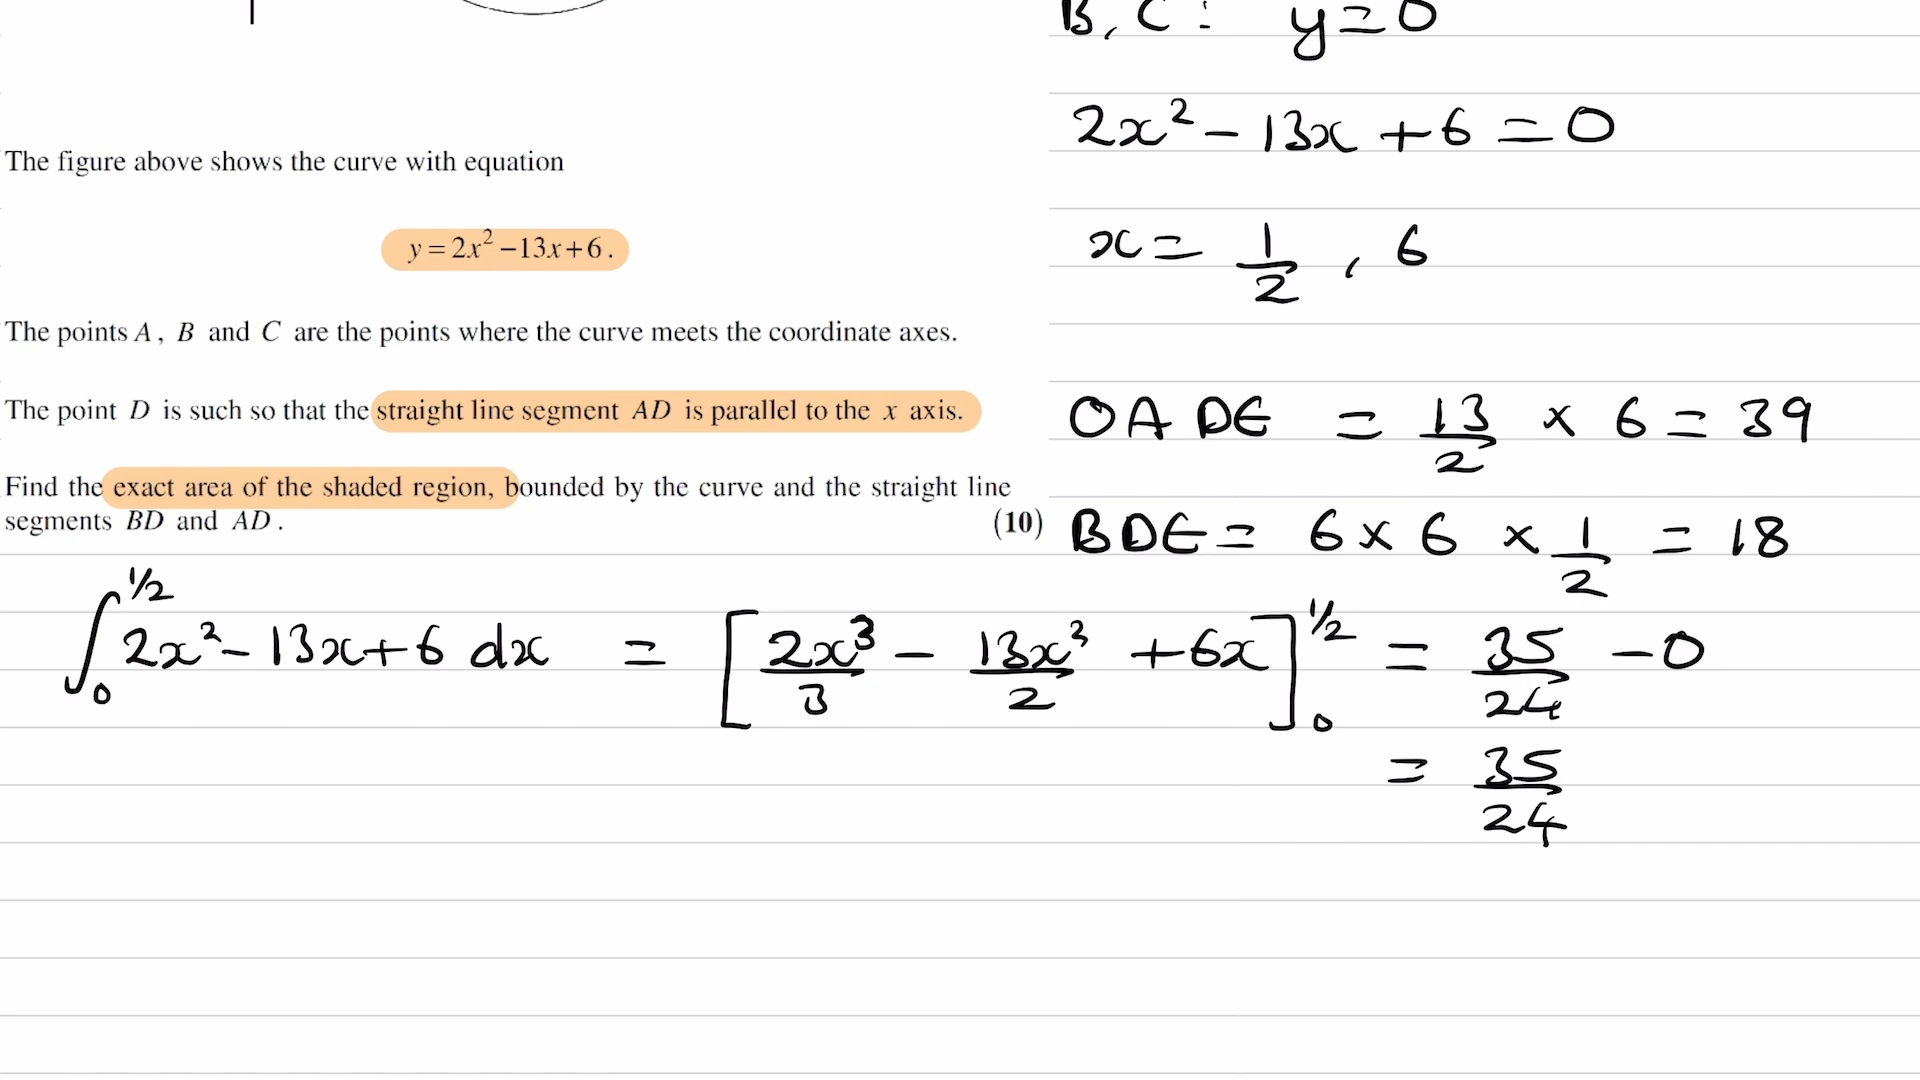 B, C: y=0
2x² - 13x + 6 = 0
The figure above shows the curve with equation
y = 2x² − 13x + 6 .
x = 1/2 , 6
The points A , B and C are the points where the curve meets the coordinate axes.
The point D is such so that the straight line segment AD is parallel to the x axis.
OADE = 13/2 × 6 = 39
Find the exact area of the shaded region, bounded by the curve and the straight line
segments BD and AD . (10)
BDE = 6 × 6 × 1/2 = 18
∫₀^½ 2x² - 13x + 6 dx = [2x³/3 - 13x²/2 + 6x]₀^½ = 35/24 - 0
= 35/24